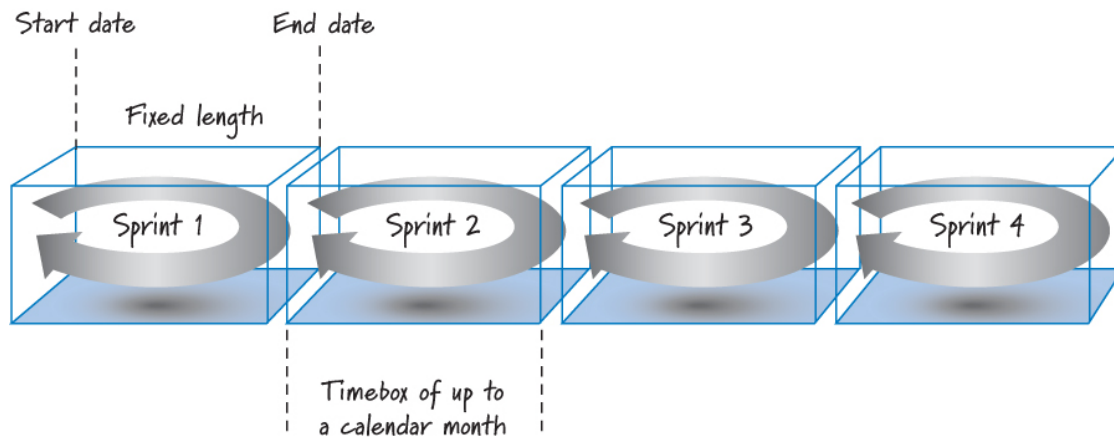 Start date
End date
Fixed length
Sprint 1
Sprint 2
Sprint 3
Sprint 4
Timebox of up to
a calendar month